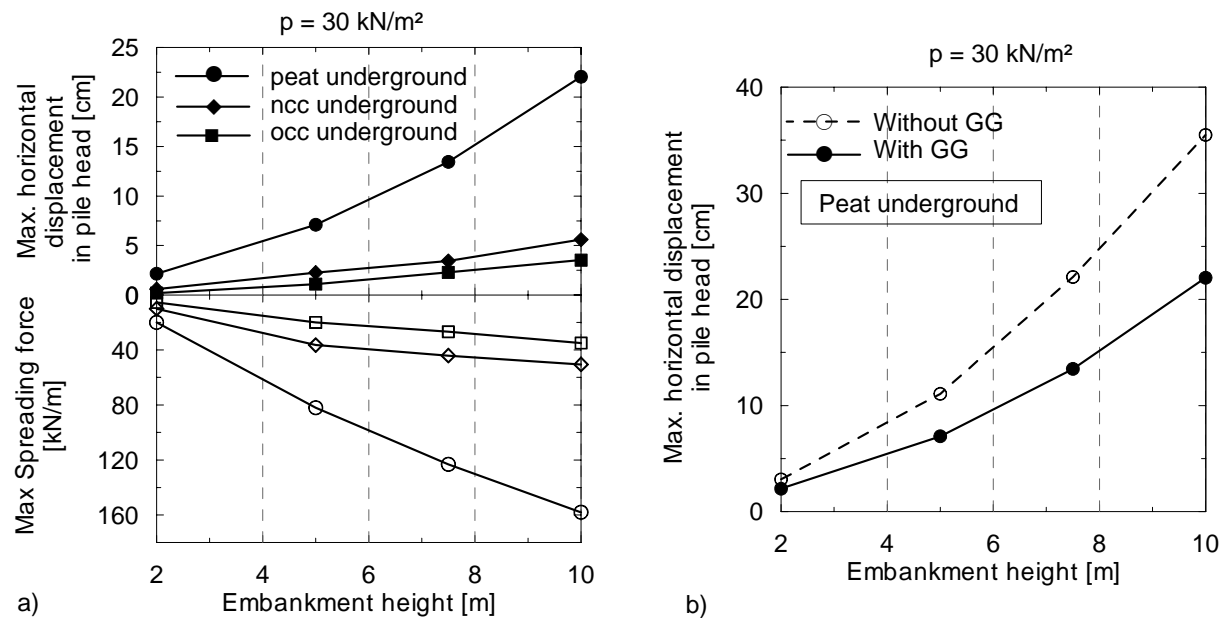 p = 30 kN/m²
Max. horizontal
displacement
in pile head [cm]
25
20
15
10
5
0
peat underground
ncc underground
occ underground
Max Spreading force
[kN/m]
40
80
120
160
2 4 6 8 10
Embankment height [m]
a)
p = 30 kN/m²
Max. horizontal displacement
in pile head [cm]
40
30
20
10
0
Without GG
With GG
Peat underground
2 4 6 8 10
Embankment height [m]
b)